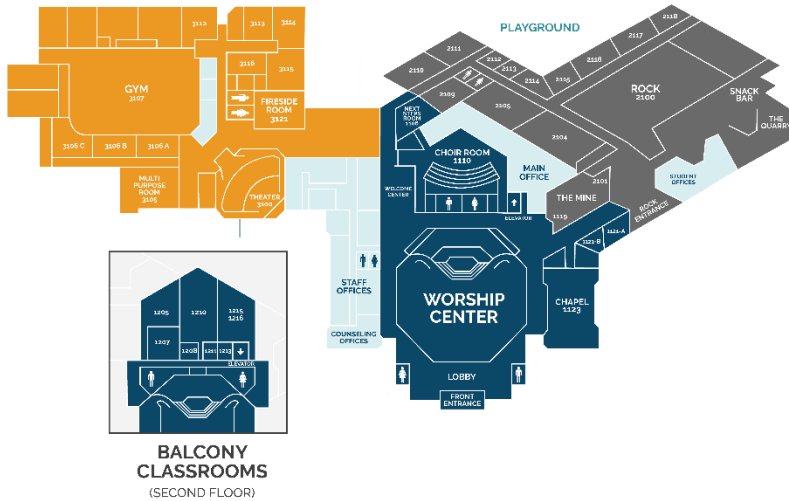 PLAYGROUND
3112
3113
3114
3116
3115
GYM
3107
FIRESIDE
ROOM
3121
3106 C
3106 B
3106 A
MULTI
PURPOSE
ROOM
3105
THEATER
3100
2118
2117
2116
2115
2114
2113
2112
2111
2110
2109
2105
2104
2101
ROCK
2100
SNACK
BAR
THE
QUARRY
STUDENT
OFFICES
ROCK
ENTRANCE
NEXT
STEPS
ROOM
1106
CHOIR ROOM
1110
MAIN
OFFICE
WELCOME
CENTER
ELEVATOR
THE MINE
1119
1121-B
1121-A
CHAPEL
1123
STAFF
OFFICES
COUNSELING
OFFICES
WORSHIP
CENTER
LOBBY
FRONT
ENTRANCE
1205
1210
1215
1216
1207
1208
1211
1213
ELEVATOR
BALCONY
CLASSROOMS
(SECOND FLOOR)